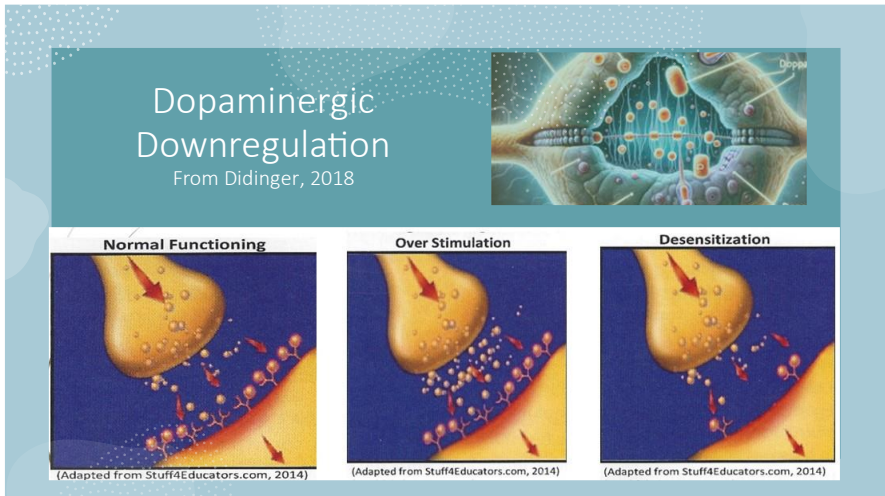 Dopaminergic
Downregulation
From Didinger, 2018
Normal Functioning
Over Stimulation
Desensitization
(Adapted from Stuff4Educators.com, 2014)
(Adapted from Stuff4Educators.com, 2014)
(Adapted from Stuff4Educators.com, 2014)